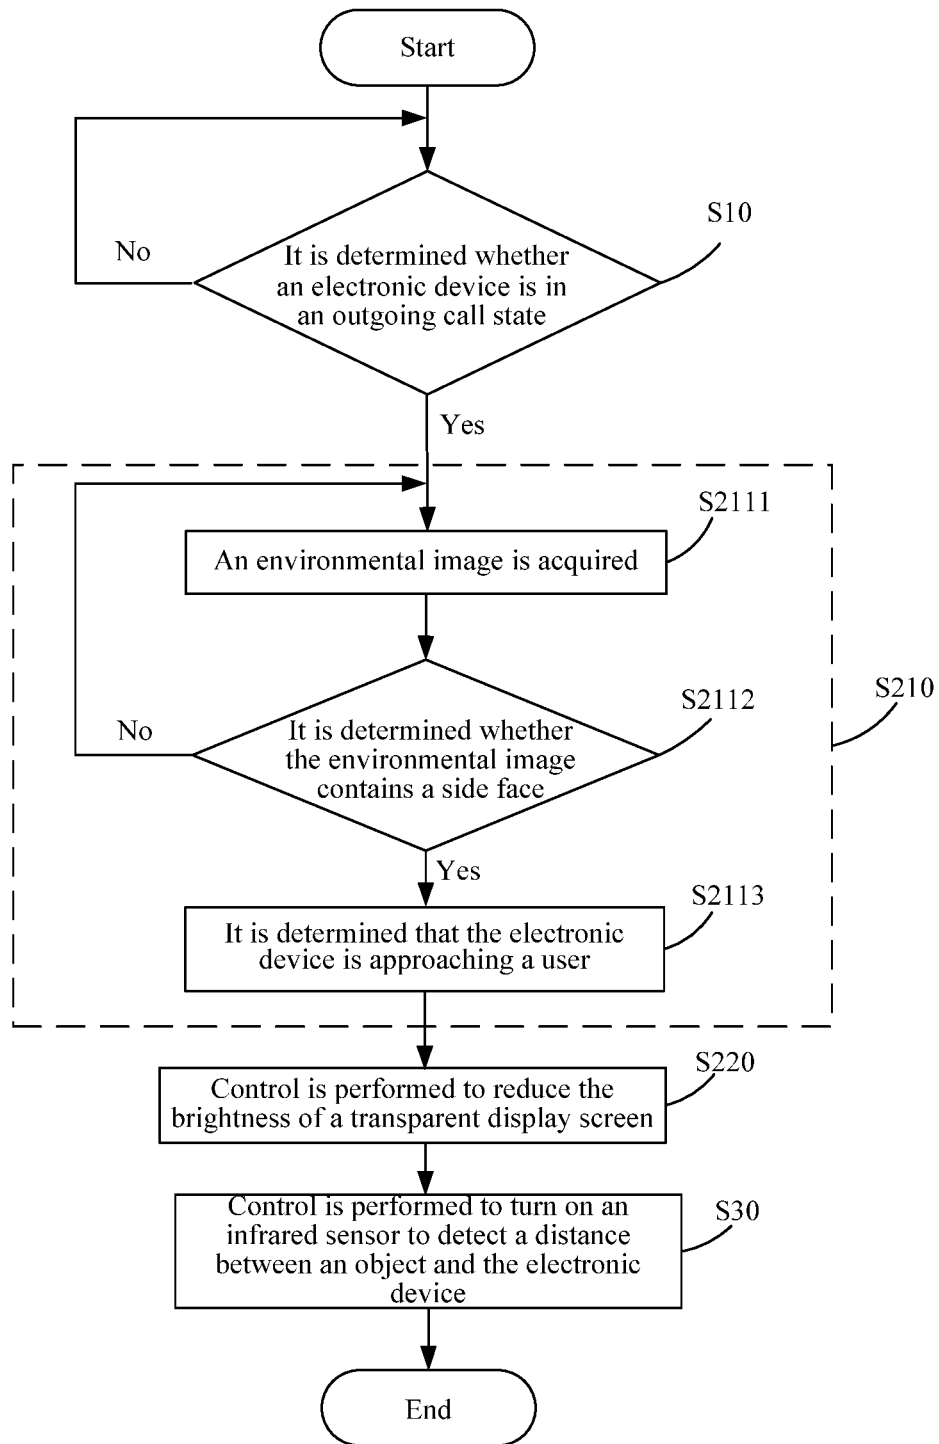 Start
S10
No
It is determined whether
an electronic device is in
an outgoing call state
Yes
S2111
An environmental image is acquired
S210
S2112
No
It is determined whether
the environmental image
contains a side face
Yes
S2113
It is determined that the electronic
device is approaching a user
S220
Control is performed to reduce the
brightness of a transparent display screen
S30
Control is performed to turn on an
infrared sensor to detect a distance
between an object and the electronic
device
End